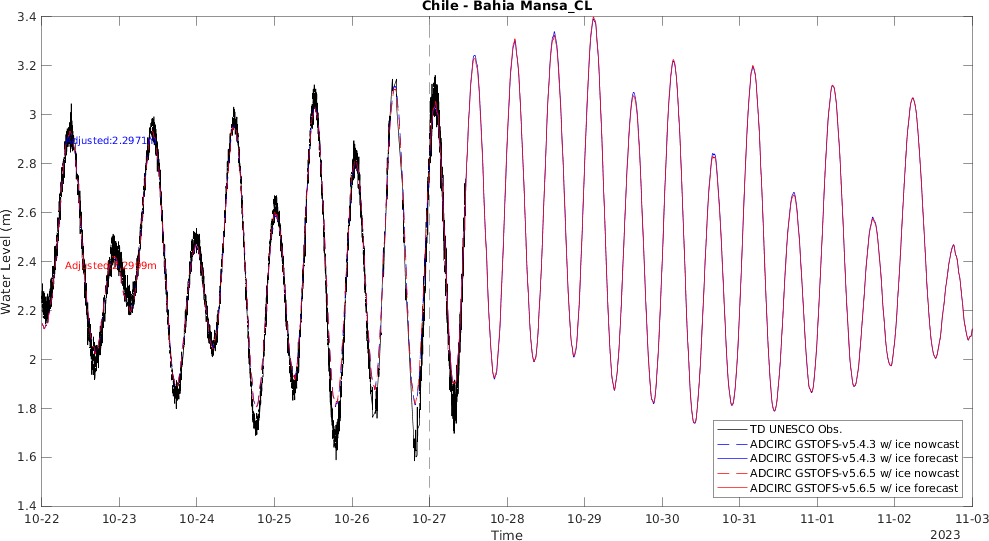 Chile - Bahia Mansa_CL
3.4
3.2
3
2.8
2.6
2.4
2.2
2
1.8
1.6
1.4
Water Level (m)
Adjusted:2.2971m
TD UNESCO Obs.
ADCIRC GSTOFS-v5.4.3 w/ ice nowcast
ADCIRC GSTOFS-v5.4.3 w/ ice forecast
ADCIRC GSTOFS-v5.6.5 w/ ice nowcast
ADCIRC GSTOFS-v5.6.5 w/ ice forecast
10-22 10-23 10-24 10-25 10-26 10-27 10-28 10-29 10-30 10-31 11-01 11-02 11-03
Time
2023